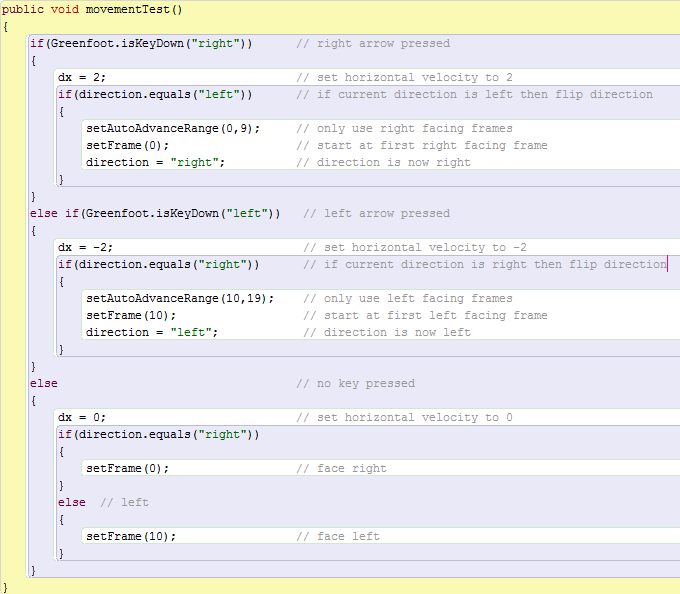 public void movementTest()
{
if(Greenfoot.isKeyDown("right")) // right arrow pressed
{
dx = 2; // set horizontal velocity to 2
if(direction.equals("left")) // if current direction is left then flip direction
{
setAutoAdvanceRange(0,9); // only use right facing frames
setFrame(0); // start at first right facing frame
direction = "right"; // direction is now right
}
}
else if(Greenfoot.isKeyDown("left")) // left arrow pressed
{
dx = -2; // set horizontal velocity to -2
if(direction.equals("right")) // if current direction is right then flip direction
{
setAutoAdvanceRange(10,19); // only use left facing frames
setFrame(10); // start at first left facing frame
direction = "left"; // direction is now left
}
}
else // no key pressed
{
dx = 0; // set horizontal velocity to 0
if(direction.equals("right"))
{
setFrame(0); // face right
}
else // left
{
setFrame(10); // face left
}
}
}